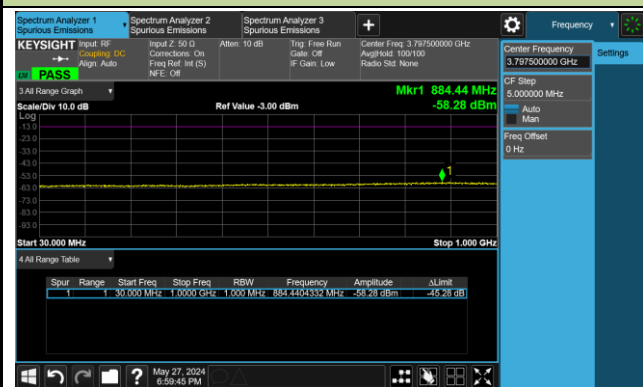 Spectrum Analyzer 1
Spurious Emissions
Spectrum Analyzer 2
Spurious Emissions
Spectrum Analyzer 3
Spurious Emissions
Frequency
KEYSIGHT
Input: RF
Coupling: DC
Align: Auto
Input Z: 50 Ω
Corrections: On
Freq Ref: Int (S)
NFE: Off
Atten: 10 dB
Trig: Free Run
Gate: Off
IF Gain: Low
Center Freq: 3.797500000 GHz
Avg|Hold: 100/100
Radio Std: None
PASS
Center Frequency
3.797500000 GHz
Settings
CF Step
5.000000 MHz
Auto
Man
Freq Offset
0 Hz
3 All Range Graph
Mkr1 884.44 MHz
Scale/Div 10.0 dB
Ref Value -3.00 dBm
-58.28 dBm
Log
-13.0
-23.0
-33.0
-43.0
-53.0
1
-63.0
-73.0
-83.0
-93.0
Start 30.000 MHz
Stop 1.000 GHz
4 All Range Table
Spur Range Start Freq Stop Freq RBW Frequency Amplitude ΔLimit
1 1 30.000 MHz 1.0000 GHz 1.000 MHz 884.4404332 MHz -58.28 dBm -45.28 dB
May 27, 2024
6:59:45 PM